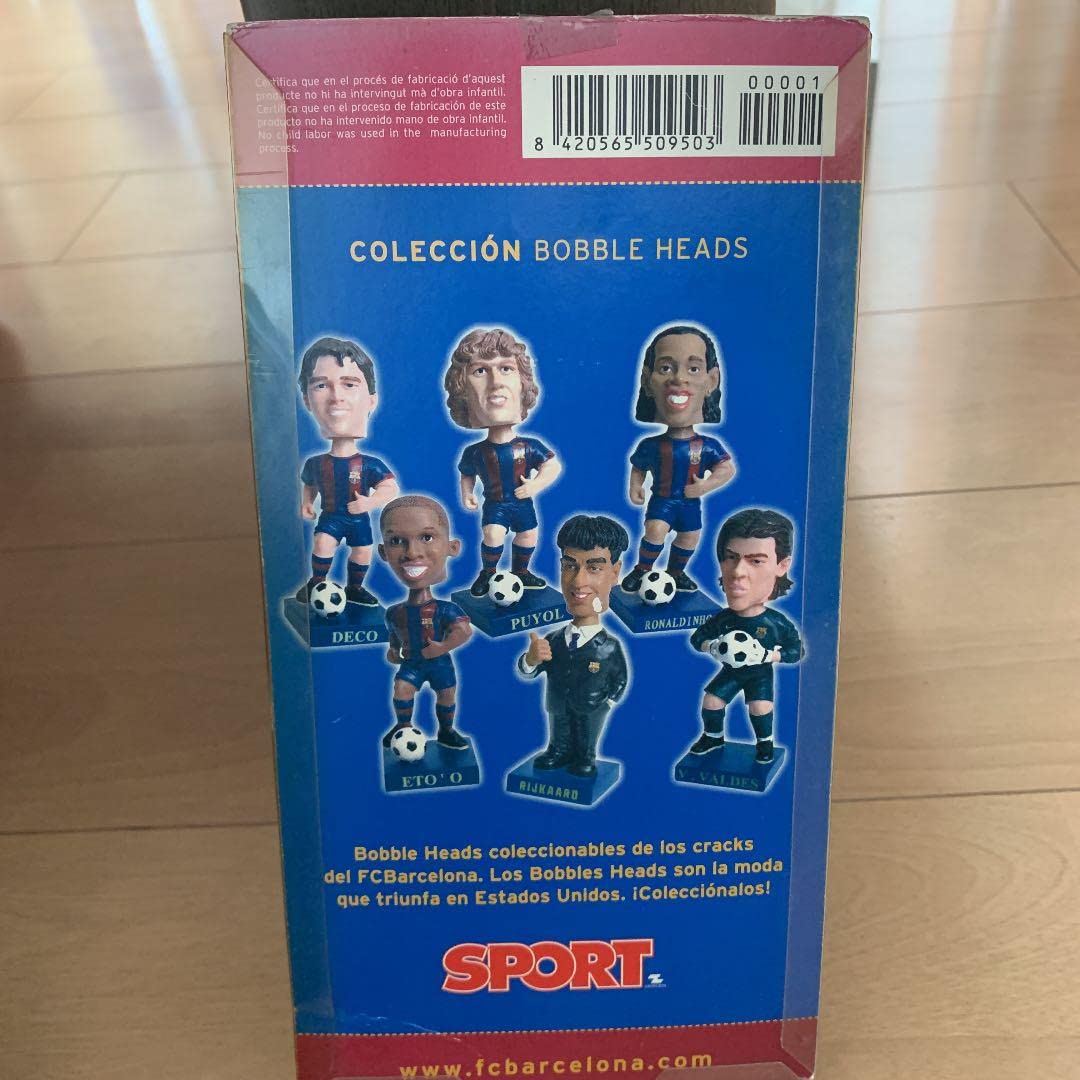 Certifica que en el procés de fabricació d'aquest
producte no hi ha intervingut mà d'obra infantil.
Certifica que en el proceso de fabricación de este
producto no ha intervenido mano de obra infantil.
No child labor was used in the manufacturing
process.
00001
8 420565 509503
COLECCIÓN BOBBLE HEADS
DECO
PUYOL
RONALDINHO
ETO'O
RIJKAARD
V. VALDES
Bobble Heads coleccionables de los cracks
del FCBarcelona. Los Bobbles Heads son la moda
que triunfa en Estados Unidos. ¡Colecciónalos!
SPORT
www.fcbarcelona.com